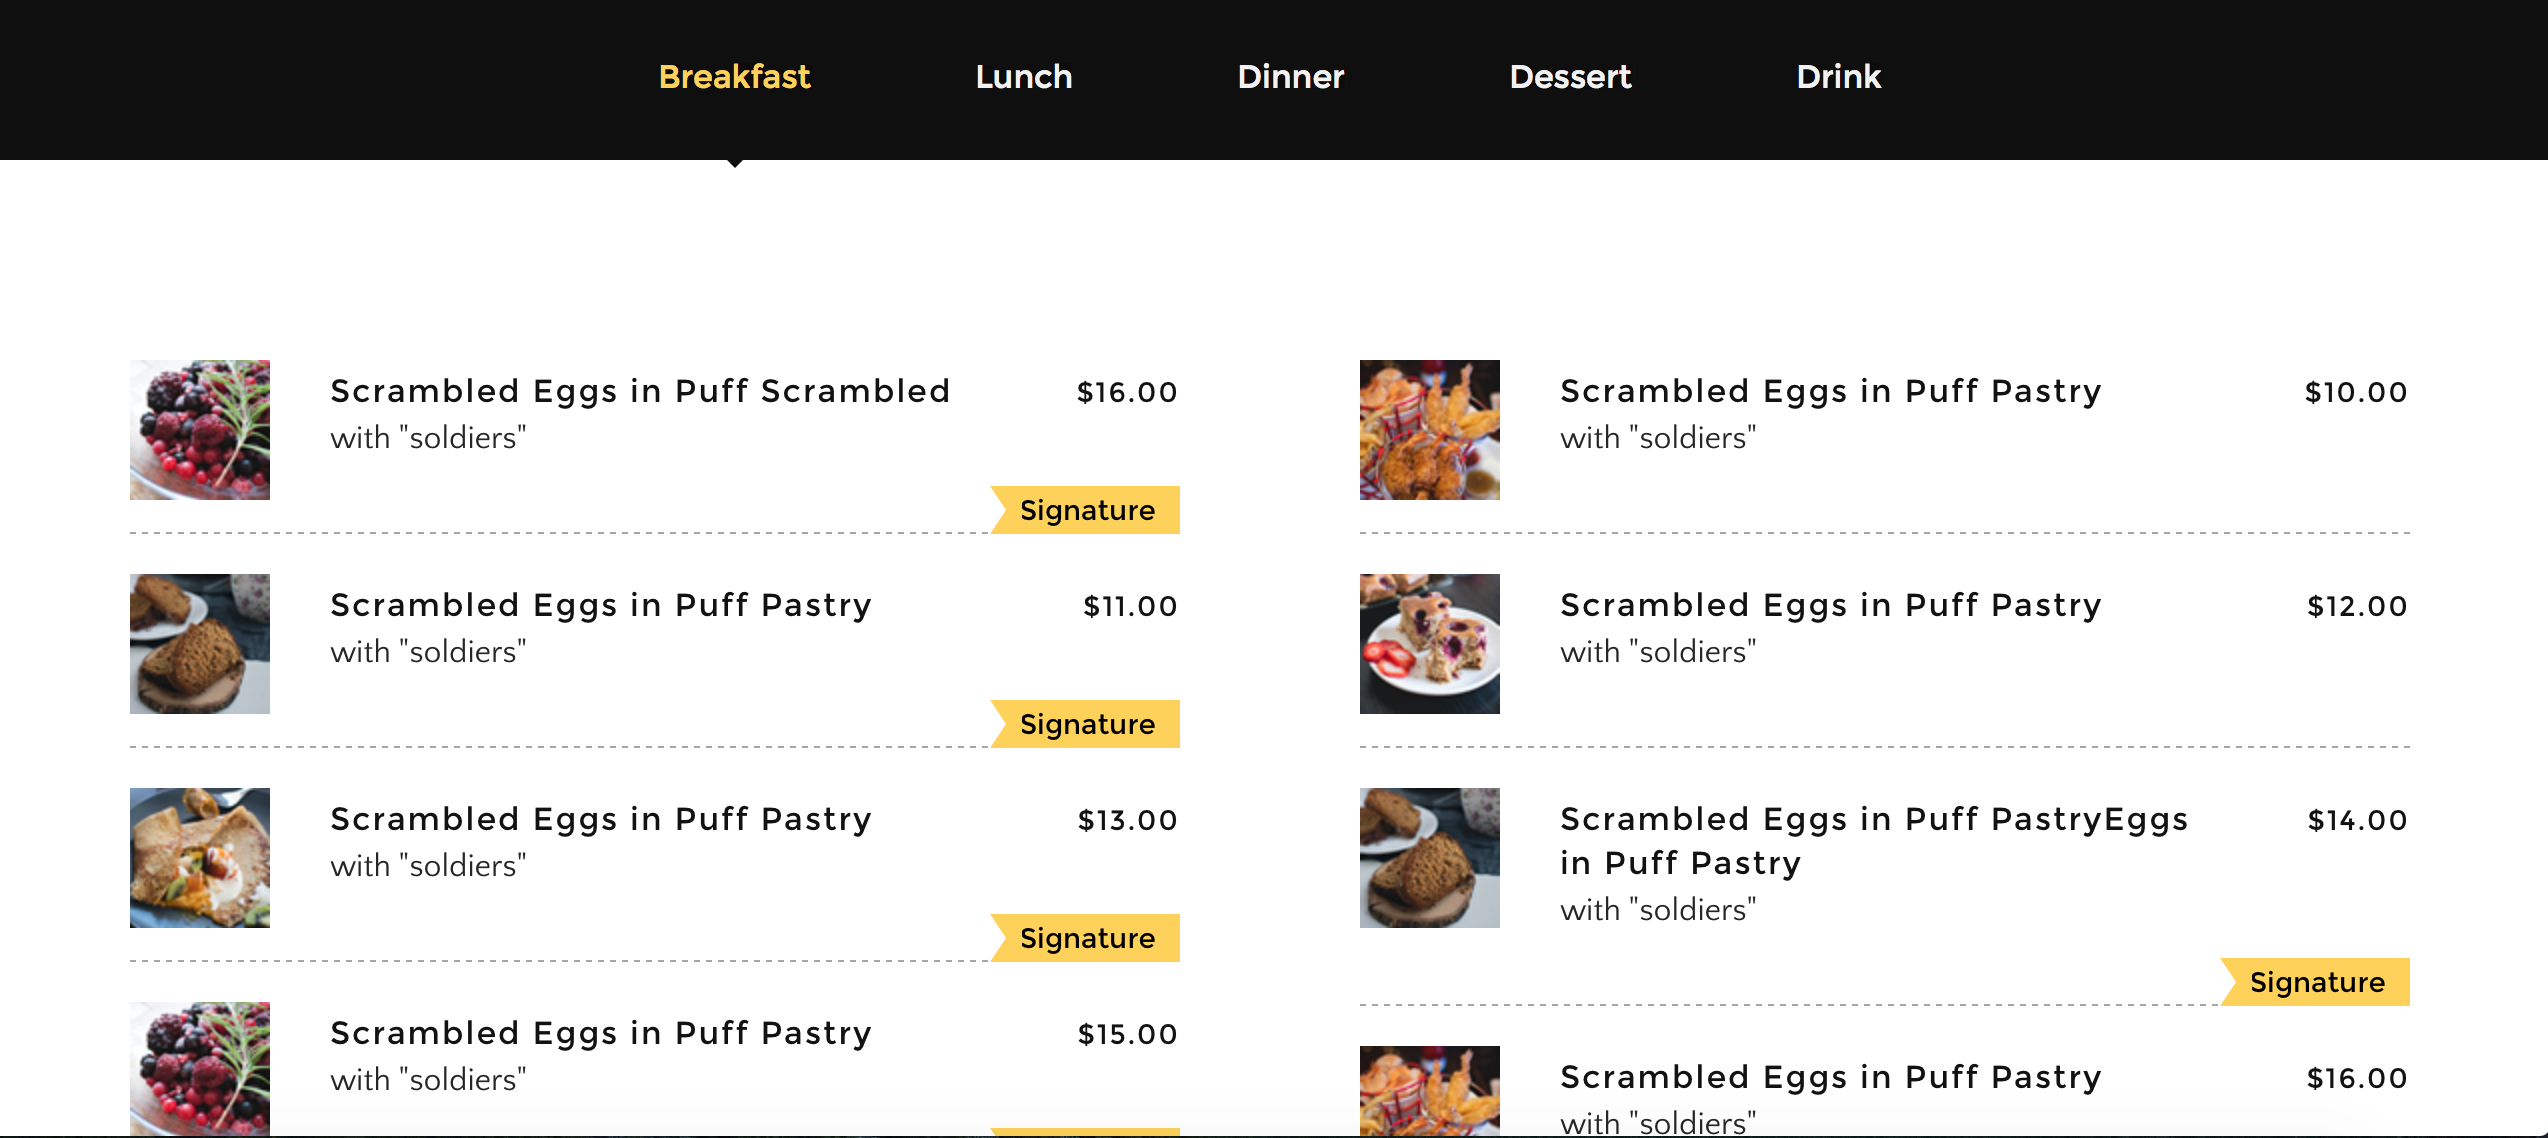 Breakfast Lunch Dinner Dessert Drink
Scrambled Eggs in Puff Scrambled $16.00
with "soldiers"
Signature
Scrambled Eggs in Puff Pastry $11.00
with "soldiers"
Signature
Scrambled Eggs in Puff Pastry $13.00
with "soldiers"
Signature
Scrambled Eggs in Puff Pastry $15.00
with "soldiers"
Scrambled Eggs in Puff Pastry $10.00
with "soldiers"
Scrambled Eggs in Puff Pastry $12.00
with "soldiers"
Scrambled Eggs in Puff PastryEggs $14.00
in Puff Pastry
with "soldiers"
Signature
Scrambled Eggs in Puff Pastry $16.00
with "soldiers"